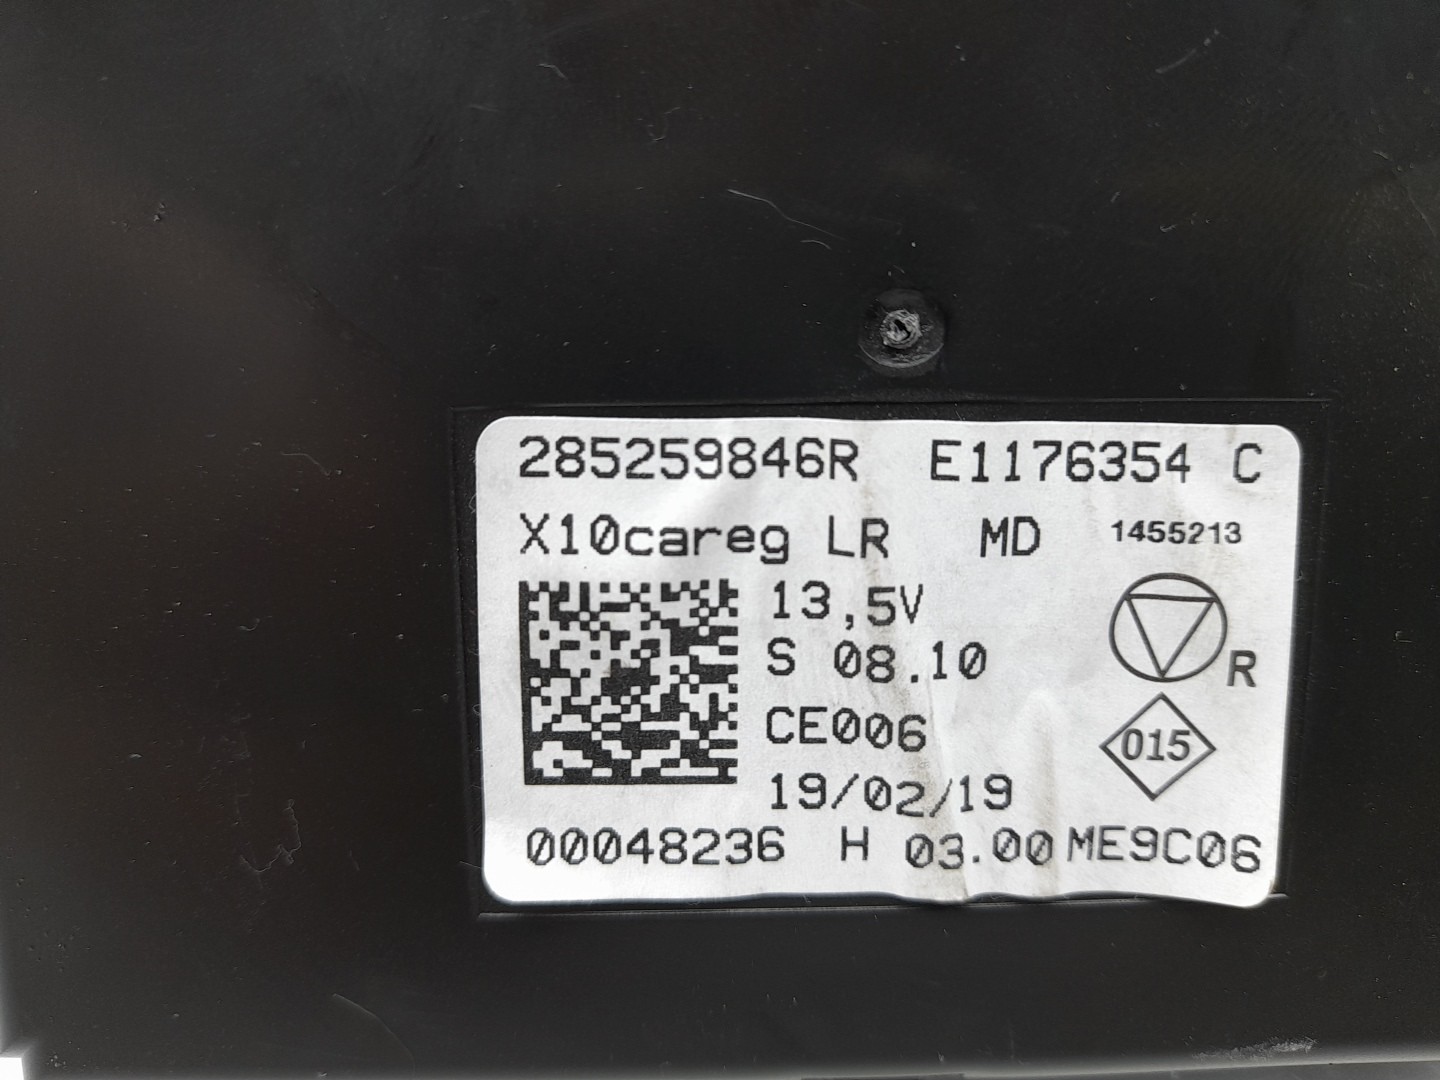 285259846R E1176354 C
X10careg LR MD 1455213
13,5V
S 08.10
R
CE006
015
19/02/19
00048236 H 03.00 ME9C06